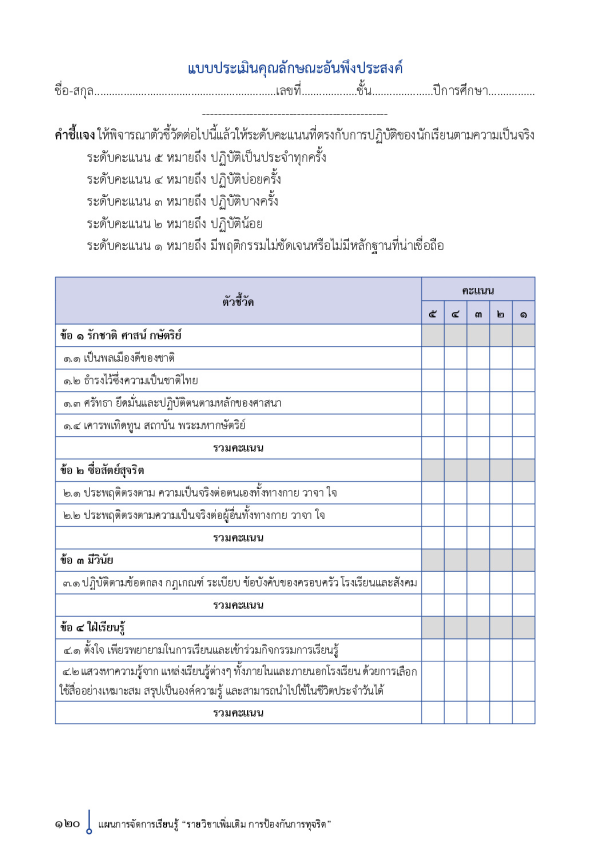 แบบประเมินคุณลักษณะอันพึงประสงค์
ชื่อ-สกุล..........................................................เลขที่.................ชั้น....................ปีการศึกษา...............
-----------------------------------------------
คำชี้แจง ให้พิจารณาตัวชี้วัดต่อไปนี้แล้วให้ระดับคะแนนที่ตรงกับการปฏิบัติของนักเรียนตามความเป็นจริง
ระดับคะแนน ๕ หมายถึง ปฏิบัติเป็นประจำทุกครั้ง
ระดับคะแนน ๔ หมายถึง ปฏิบัติบ่อยครั้ง
ระดับคะแนน ๓ หมายถึง ปฏิบัติบางครั้ง
ระดับคะแนน ๒ หมายถึง ปฏิบัติน้อย
ระดับคะแนน ๑ หมายถึง มีพฤติกรรมไม่ชัดเจนหรือไม่มีหลักฐานที่น่าเชื่อถือ
ตัวชี้วัด
คะแนน
๕ ๔ ๓ ๒ ๑
ข้อ ๑ รักชาติ ศาสน์ กษัตริย์
๑.๑ เป็นพลเมืองดีของชาติ
๑.๒ ธำรงไว้ซึ่งความเป็นชาติไทย
๑.๓ ศรัทธา ยึดมั่นและปฏิบัติตนตามหลักของศาสนา
๑.๔ เคารพเทิดทูน สถาบัน พระมหากษัตริย์
รวมคะแนน
ข้อ ๒ ซื่อสัตย์สุจริต
๒.๑ ประพฤติตรงตาม ความเป็นจริงต่อตนเองทั้งทางกาย วาจา ใจ
๒.๒ ประพฤติตรงตามความเป็นจริงต่อผู้อื่นทั้งทางกาย วาจา ใจ
รวมคะแนน
ข้อ ๓ มีวินัย
๓.๑ ปฏิบัติตามข้อตกลง กฎเกณฑ์ ระเบียบ ข้อบังคับของครอบครัว โรงเรียนและสังคม
รวมคะแนน
ข้อ ๔ ใฝ่เรียนรู้
๔.๑ ตั้งใจ เพียรพยายามในการเรียนและเข้าร่วมกิจกรรมการเรียนรู้
๔.๒ แสวงหาความรู้จาก แหล่งเรียนรู้ต่างๆ ทั้งภายในและภายนอกโรงเรียน ด้วยการเลือก
ใช้สื่ออย่างเหมาะสม สรุปเป็นองค์ความรู้ และสามารถนำไปใช้ในชีวิตประจำวันได้
รวมคะแนน
๑๒๐ แผนการจัดการเรียนรู้ “รายวิชาเพิ่มเติม การป้องกันการทุจริต”